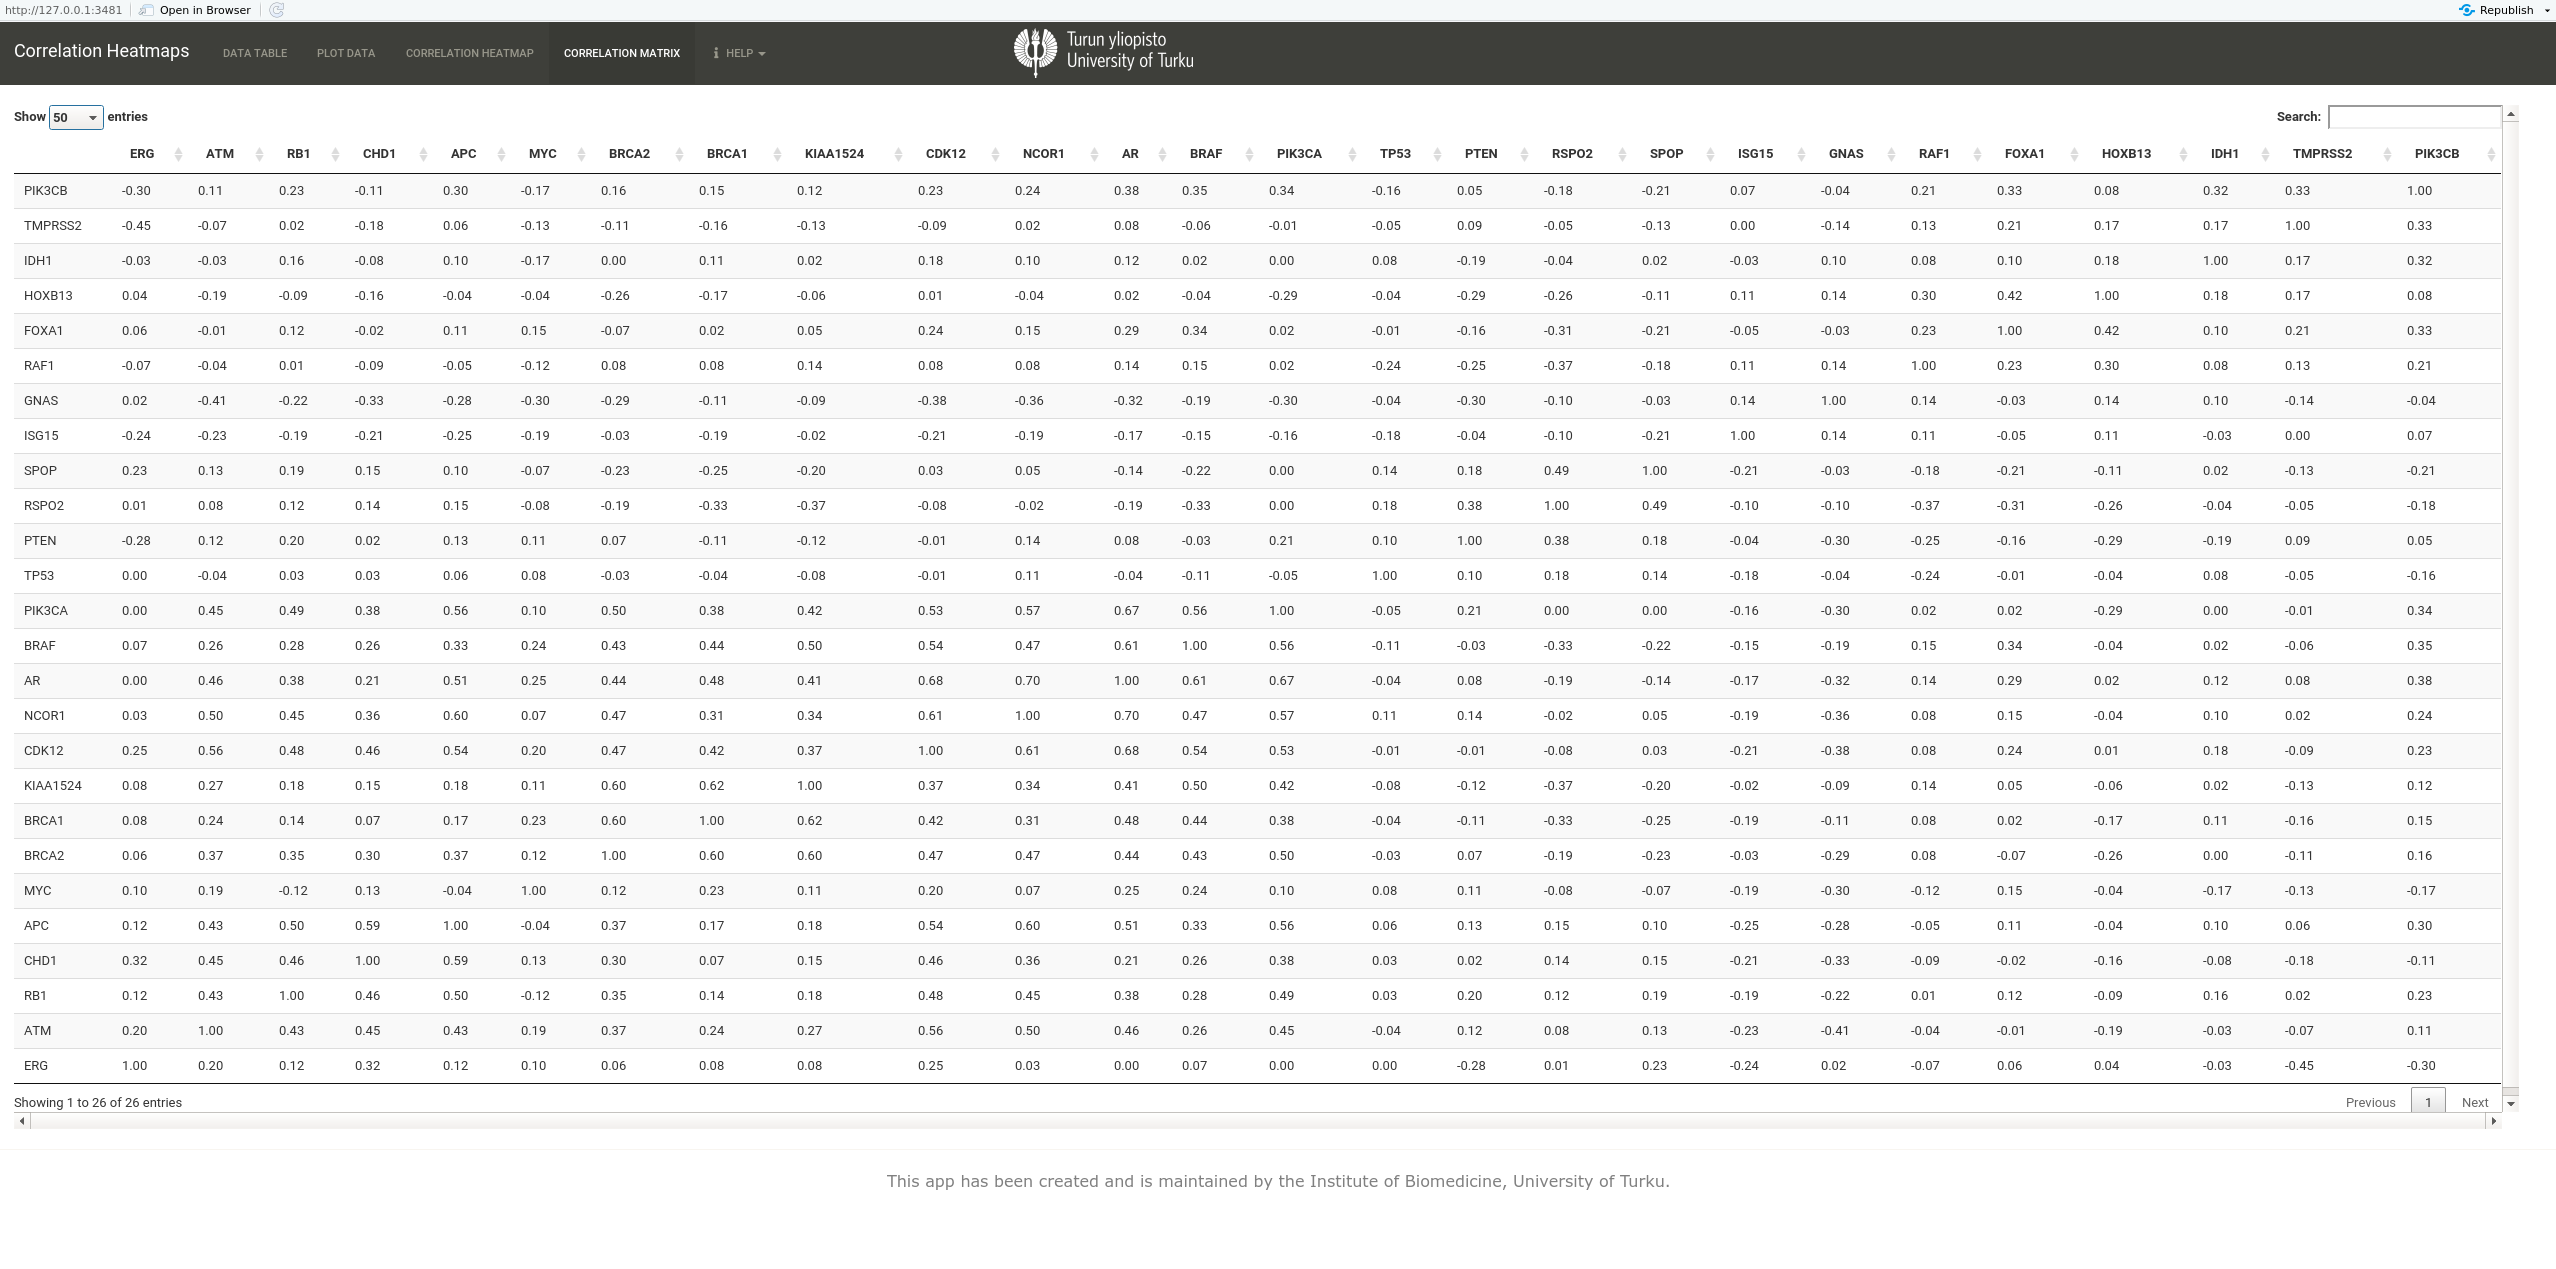 http://127.0.0.1:3481 Open in Browser Republish
Correlation Heatmaps DATA TABLE PLOT DATA CORRELATION HEATMAP CORRELATION MATRIX HELP Turun yliopisto
University of Turku
Show 50 entries Search:
ERG ATM RB1 CHD1 APC MYC BRCA2 BRCA1 KIAA1524 CDK12 NCOR1 AR BRAF PIK3CA TP53 PTEN RSPO2 SPOP ISG15 GNAS RAF1 FOXA1 HOXB13 IDH1 TMPRSS2 PIK3CB
PIK3CB -0.30 0.11 0.23 -0.11 0.30 -0.17 0.16 0.15 0.12 0.23 0.24 0.38 0.35 0.34 -0.16 0.05 -0.18 -0.21 0.07 -0.04 0.21 0.33 0.08 0.32 0.33 1.00
TMPRSS2 -0.45 -0.07 0.02 -0.18 0.06 -0.13 -0.11 -0.16 -0.13 -0.09 0.02 0.08 -0.06 -0.01 -0.05 0.09 -0.05 -0.13 0.00 -0.14 0.13 0.21 0.17 0.17 1.00 0.33
IDH1 -0.03 -0.03 0.16 -0.08 0.10 -0.17 0.00 0.11 0.02 0.18 0.10 0.12 0.02 0.00 0.08 -0.19 -0.04 0.02 -0.03 0.10 0.08 0.10 0.18 1.00 0.17 0.32
HOXB13 0.04 -0.19 -0.09 -0.16 -0.04 -0.04 -0.26 -0.17 -0.06 0.01 -0.04 0.02 -0.04 -0.29 -0.04 -0.29 -0.26 -0.11 0.11 0.14 0.30 0.42 1.00 0.18 0.17 0.08
FOXA1 0.06 -0.01 0.12 -0.02 0.11 0.15 -0.07 0.02 0.05 0.24 0.15 0.29 0.34 0.02 -0.01 -0.16 -0.31 -0.21 -0.05 -0.03 0.23 1.00 0.42 0.10 0.21 0.33
RAF1 -0.07 -0.04 0.01 -0.09 -0.05 -0.12 0.08 0.08 0.14 0.08 0.08 0.14 0.15 0.02 -0.24 -0.25 -0.37 -0.18 0.11 0.14 1.00 0.23 0.30 0.08 0.13 0.21
GNAS 0.02 -0.41 -0.22 -0.33 -0.28 -0.30 -0.29 -0.11 -0.09 -0.38 -0.36 -0.32 -0.19 -0.30 -0.04 -0.30 -0.10 -0.03 0.14 1.00 0.14 -0.03 0.14 0.10 -0.14 -0.04
ISG15 -0.24 -0.23 -0.19 -0.21 -0.25 -0.19 -0.03 -0.19 -0.02 -0.21 -0.19 -0.17 -0.15 -0.16 -0.18 -0.04 -0.10 -0.21 1.00 0.14 0.11 -0.05 0.11 -0.03 0.00 0.07
SPOP 0.23 0.13 0.19 0.15 0.10 -0.07 -0.23 -0.25 -0.20 0.03 0.05 -0.14 -0.22 0.00 0.14 0.18 0.49 1.00 -0.21 -0.03 -0.18 -0.21 -0.11 0.02 -0.13 -0.21
RSPO2 0.01 0.08 0.12 0.14 0.15 -0.08 -0.19 -0.33 -0.37 -0.08 -0.02 -0.19 -0.33 0.00 0.18 0.38 1.00 0.49 -0.10 -0.10 -0.37 -0.31 -0.26 -0.04 -0.05 -0.18
PTEN -0.28 0.12 0.20 0.02 0.13 0.11 0.07 -0.11 -0.12 -0.01 0.14 0.08 -0.03 0.21 0.10 1.00 0.38 0.18 -0.04 -0.30 -0.25 -0.16 -0.29 -0.19 0.09 0.05
TP53 0.00 -0.04 0.03 0.03 0.06 0.08 -0.03 -0.04 -0.08 -0.01 0.11 -0.04 -0.11 -0.05 1.00 0.10 0.18 0.14 -0.18 -0.04 -0.24 -0.01 -0.04 0.08 -0.05 -0.16
PIK3CA 0.00 0.45 0.49 0.38 0.56 0.10 0.50 0.38 0.42 0.53 0.57 0.67 0.56 1.00 -0.05 0.21 0.00 0.00 -0.16 -0.30 0.02 0.02 -0.29 0.00 -0.01 0.34
BRAF 0.07 0.26 0.28 0.26 0.33 0.24 0.43 0.44 0.50 0.54 0.47 0.61 1.00 0.56 -0.11 -0.03 -0.33 -0.22 -0.15 -0.19 0.15 0.34 -0.04 0.02 -0.06 0.35
AR 0.00 0.46 0.38 0.21 0.51 0.25 0.44 0.48 0.41 0.68 0.70 1.00 0.61 0.67 -0.04 0.08 -0.19 -0.14 -0.17 -0.32 0.14 0.29 0.02 0.12 0.08 0.38
NCOR1 0.03 0.50 0.45 0.36 0.60 0.07 0.47 0.31 0.34 0.61 1.00 0.70 0.47 0.57 0.11 0.14 -0.02 0.05 -0.19 -0.36 0.08 0.15 -0.04 0.10 0.02 0.24
CDK12 0.25 0.56 0.48 0.46 0.54 0.20 0.47 0.42 0.37 1.00 0.61 0.68 0.54 0.53 -0.01 -0.01 -0.08 0.03 -0.21 -0.38 0.08 0.24 0.01 0.18 -0.09 0.23
KIAA1524 0.08 0.27 0.18 0.15 0.18 0.11 0.60 0.62 1.00 0.37 0.34 0.41 0.50 0.42 -0.08 -0.12 -0.37 -0.20 -0.02 -0.09 0.14 0.05 -0.06 0.02 -0.13 0.12
BRCA1 0.08 0.24 0.14 0.07 0.17 0.23 0.60 1.00 0.62 0.42 0.31 0.48 0.44 0.38 -0.04 -0.11 -0.33 -0.25 -0.19 -0.11 0.08 0.02 -0.17 0.11 -0.16 0.15
BRCA2 0.06 0.37 0.35 0.30 0.37 0.12 1.00 0.60 0.60 0.47 0.47 0.44 0.43 0.50 -0.03 0.07 -0.19 -0.23 -0.03 -0.29 0.08 -0.07 -0.26 0.00 -0.11 0.16
MYC 0.10 0.19 -0.12 0.13 -0.04 1.00 0.12 0.23 0.11 0.20 0.07 0.25 0.24 0.10 0.08 0.11 -0.08 -0.07 -0.19 -0.30 -0.12 0.15 -0.04 -0.17 -0.13 -0.17
APC 0.12 0.43 0.50 0.59 1.00 -0.04 0.37 0.17 0.18 0.54 0.60 0.51 0.33 0.56 0.06 0.13 0.15 0.10 -0.25 -0.28 -0.05 0.11 -0.04 0.10 0.06 0.30
CHD1 0.32 0.45 0.46 1.00 0.59 0.13 0.30 0.07 0.15 0.46 0.36 0.21 0.26 0.38 0.03 0.02 0.14 0.15 -0.21 -0.33 -0.09 -0.02 -0.16 -0.08 -0.18 -0.11
RB1 0.12 0.43 1.00 0.46 0.50 -0.12 0.35 0.14 0.18 0.48 0.45 0.38 0.28 0.49 0.03 0.20 0.12 0.19 -0.19 -0.22 0.01 0.12 -0.09 0.16 0.02 0.23
ATM 0.20 1.00 0.43 0.45 0.43 0.19 0.37 0.24 0.27 0.56 0.50 0.46 0.26 0.45 -0.04 0.12 0.08 0.13 -0.23 -0.41 -0.04 -0.01 -0.19 -0.03 -0.07 0.11
ERG 1.00 0.20 0.12 0.32 0.12 0.10 0.06 0.08 0.08 0.25 0.03 0.00 0.07 0.00 0.00 -0.28 0.01 0.23 -0.24 0.02 -0.07 0.06 0.04 -0.03 -0.45 -0.30
Showing 1 to 26 of 26 entries Previous 1 Next
This app has been created and is maintained by the Institute of Biomedicine, University of Turku.